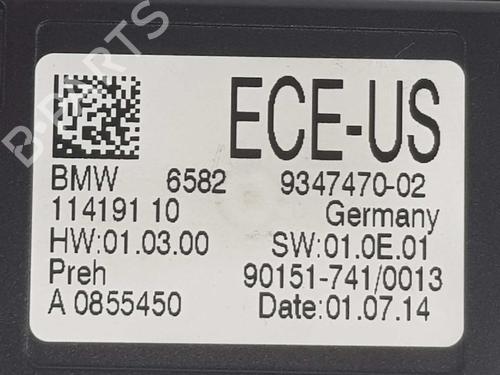 ECE-US
BMW 6582 9347470-02
114191 10 Germany
HW:01.03.00 SW:01.0E.01
Preh 90151-741/0013
A 0855450 Date:01.07.14
B-PARTS